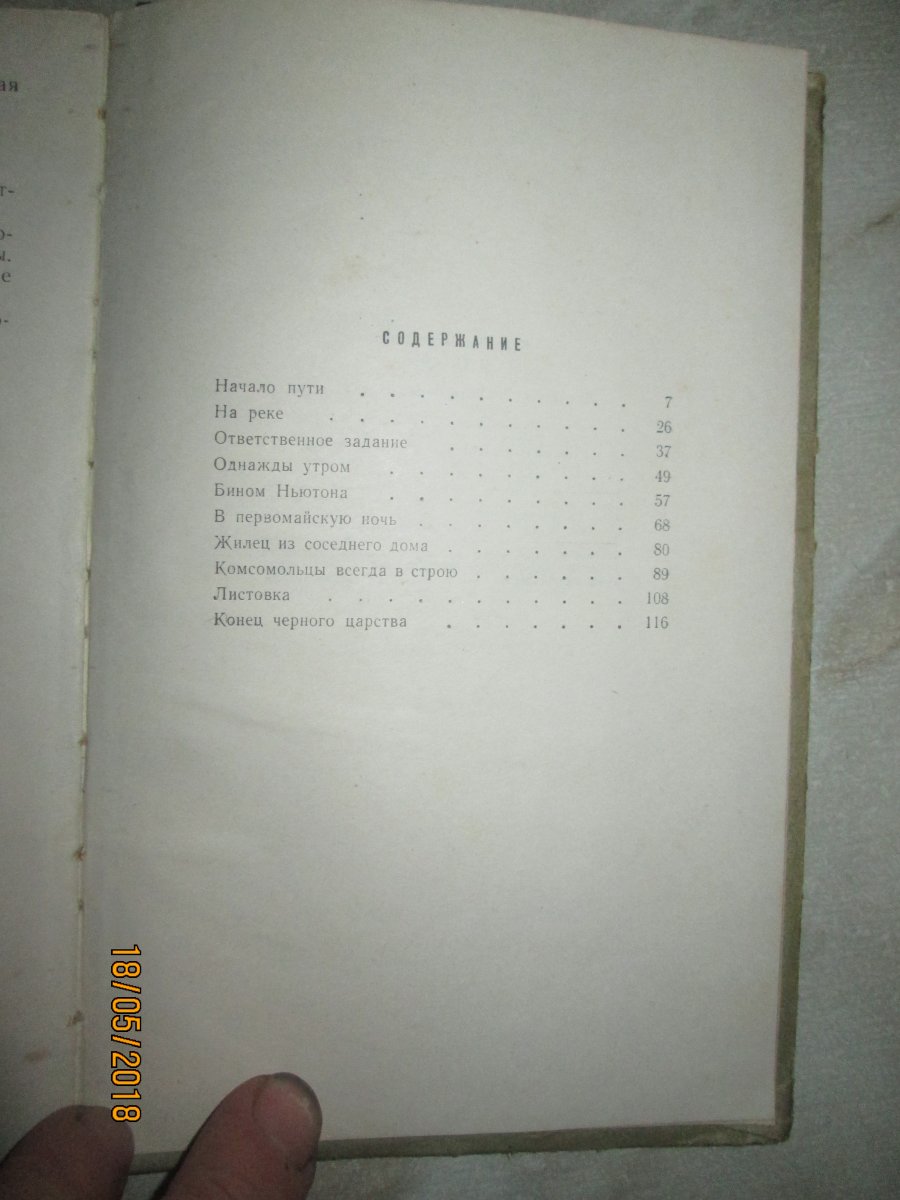 ая
т-
о-
ы.
е
о-
СОДЕРЖАНИЕ
Начало пути . . . . . . . . . . 7
На реке . . . . . . . . . . . 26
Ответственное задание . . . . . . . 37
Однажды утром . . . . . . . . . 49
Бином Ньютона . . . . . . . . . 57
В первомайскую ночь . . . . . . . . 68
Жилец из соседнего дома . . . . . . . 80
Комсомольцы всегда в строю . . . . . . 89
Листовка . . . . . . . . . . . 108
Конец черного царства . . . . . . . 116
18/05/2018